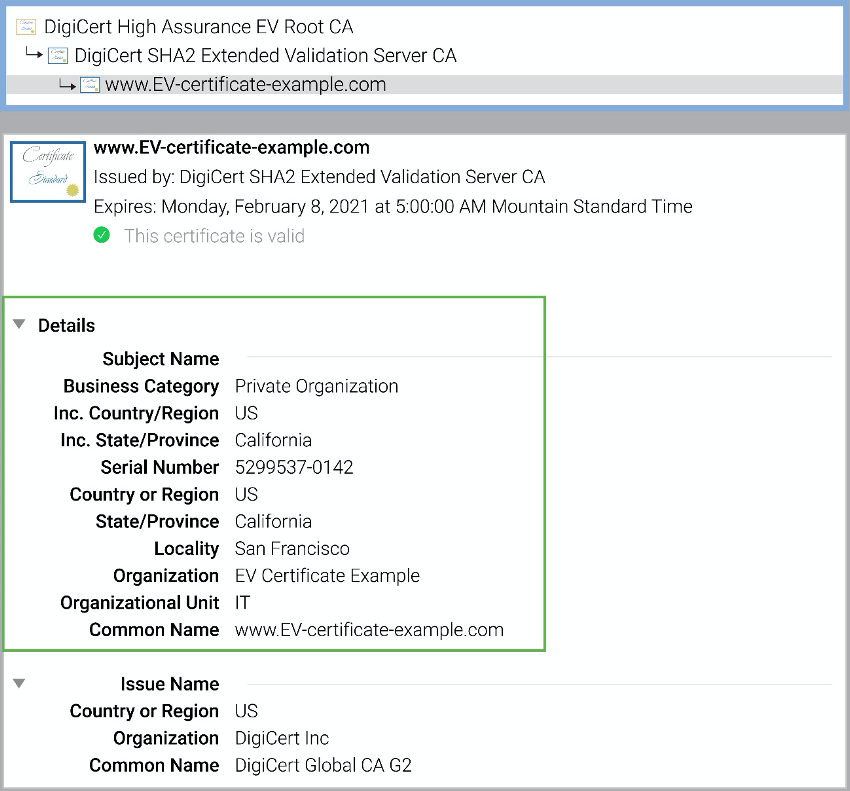 DigiCert High Assurance EV Root CA
DigiCert SHA2 Extended Validation Server CA
www.EV-certificate-example.com
Certificate
Standard
www.EV-certificate-example.com
Issued by: DigiCert SHA2 Extended Validation Server CA
Expires: Monday, February 8, 2021 at 5:00:00 AM Mountain Standard Time
This certificate is valid
Details
Subject Name
Business Category Private Organization
Inc. Country/Region US
Inc. State/Province California
Serial Number 5299537-0142
Country or Region US
State/Province California
Locality San Francisco
Organization EV Certificate Example
Organizational Unit IT
Common Name www.EV-certificate-example.com
Issue Name
Country or Region US
Organization DigiCert Inc
Common Name DigiCert Global CA G2